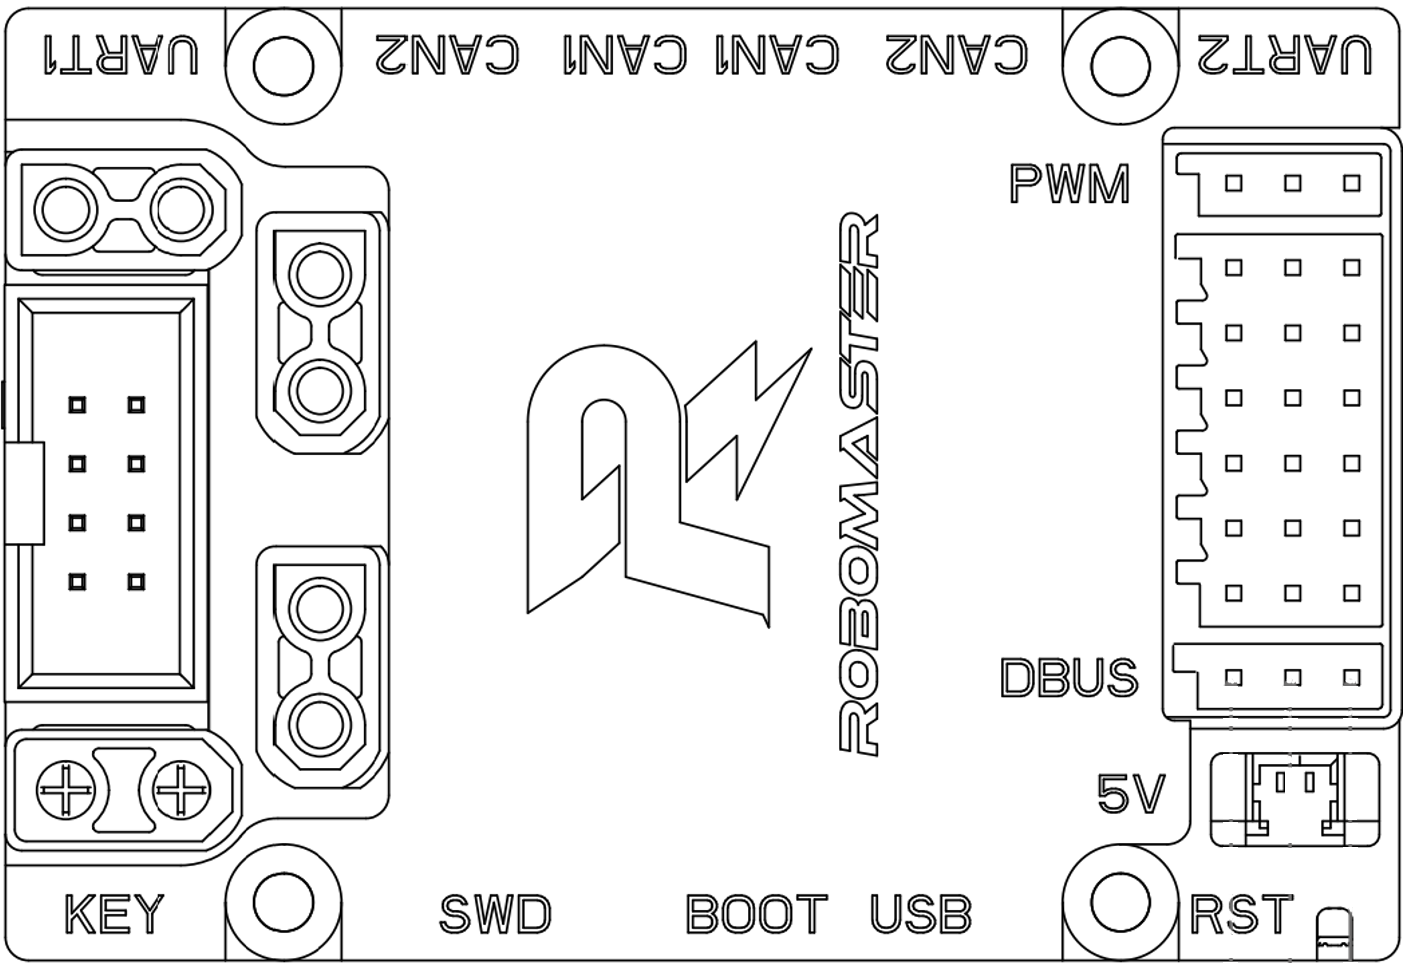 UART1 CAN2 CAN1 CAN1 CAN2 UART2
PWM
ROBOMASTER
DBUS
5V
KEY SWD BOOT USB RST